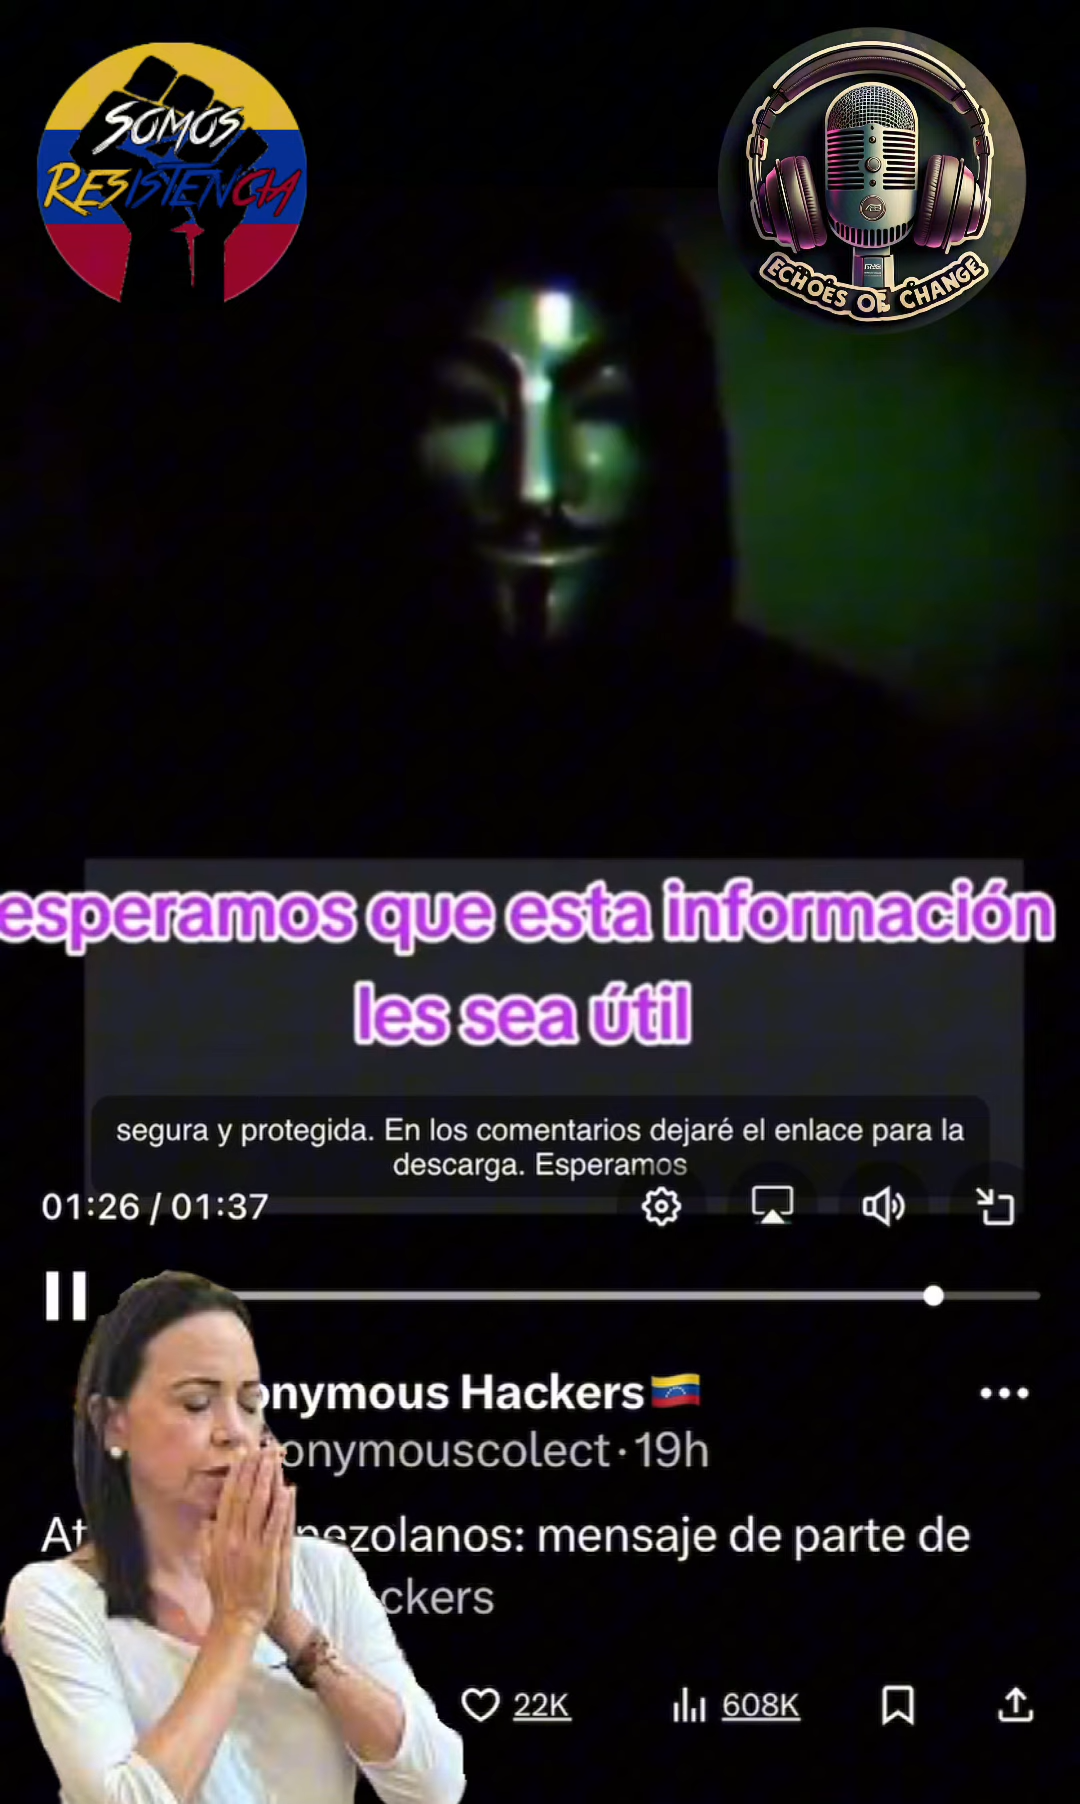 SOMOS
RESISTENCIA
ECHOES OF CHANGE
esperamos que esta información
les sea útil
segura y protegida. En los comentarios dejaré el enlace para la
descarga. Esperamos
01:26 / 01:37
onymous Hackers
onymouscolect · 19h
At nezolanos: mensaje de parte de
ckers
22K
608K